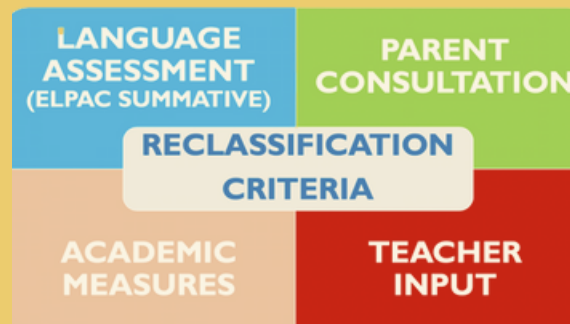 LANGUAGE
ASSESSMENT
(ELPAC SUMMATIVE)
PARENT
CONSULTATION
RECLASSIFICATION
CRITERIA
ACADEMIC
MEASURES
TEACHER
INPUT